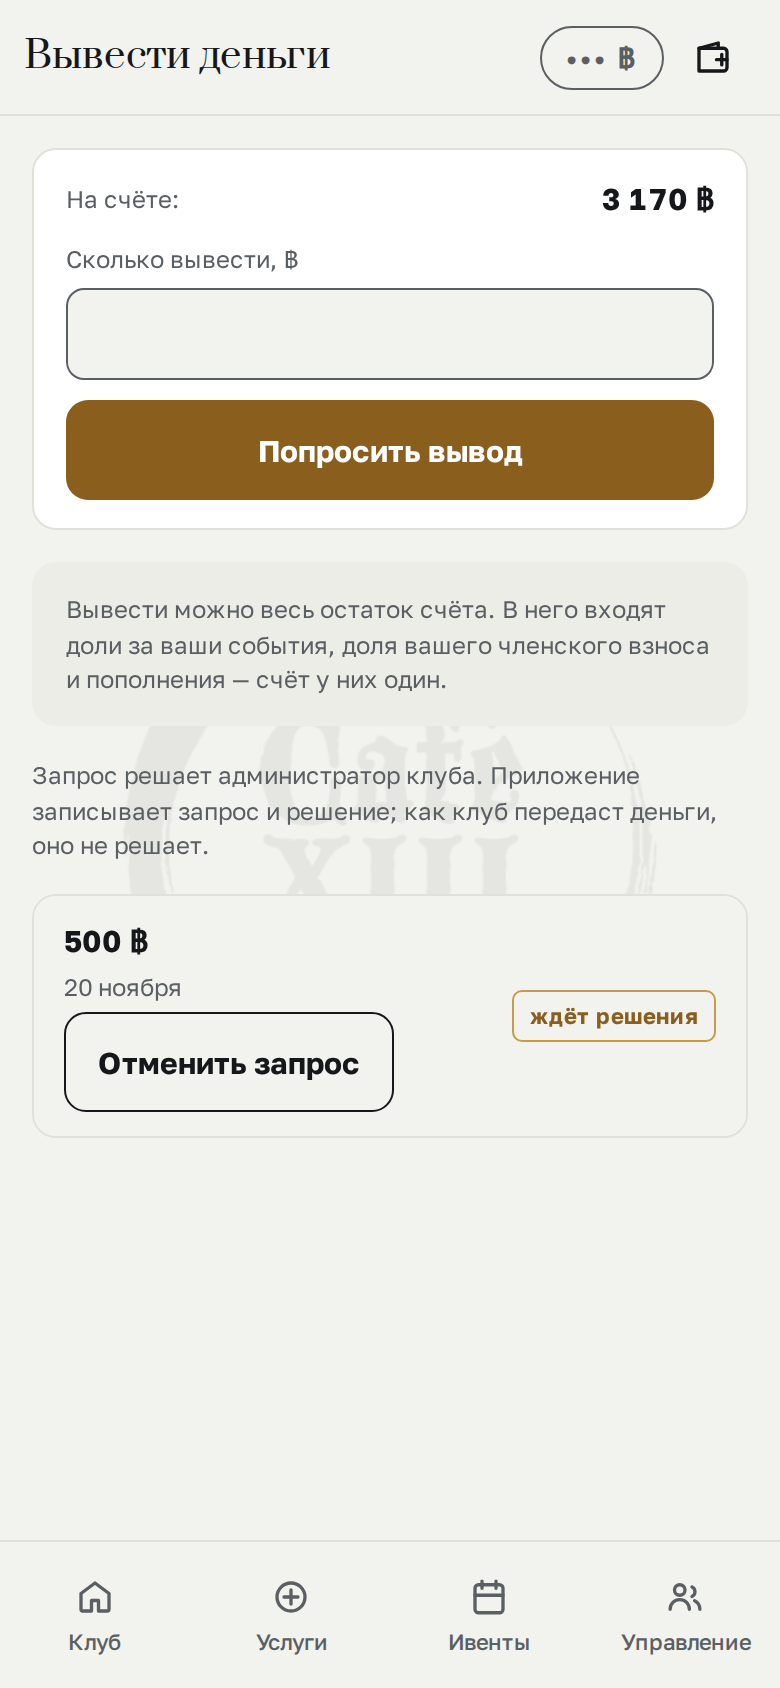 Вывести деньги
••• ฿
На счёте:
3 170 ฿
Сколько вывести, ฿
Попросить вывод
Вывести можно весь остаток счёта. В него входят
доли за ваши события, доля вашего членского взноса
и пополнения — счёт у них один.
Cafe
Запрос решает администратор клуба. Приложение
записывает запрос и решение; как клуб передаст деньги,
оно не решает.
XIII
500 ฿
20 ноября
ждёт решения
Отменить запрос
Клуб
Услуги
Ивенты
Управление